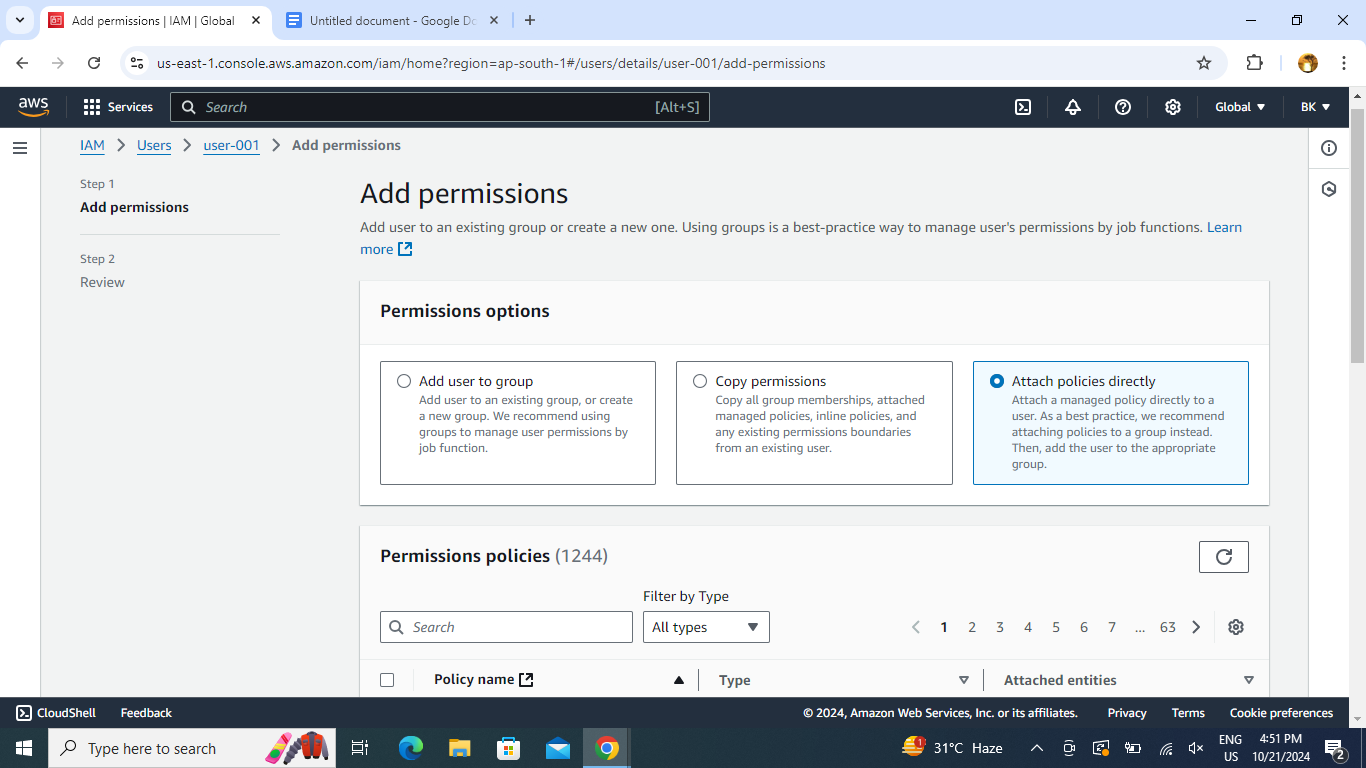 Add permissions | IAM | Global
Untitled document - Google Do
us-east-1.console.aws.amazon.com/iam/home?region=ap-south-1#/users/details/user-001/add-permissions
aws
Services
Search
[Alt+S]
Global
BK
IAM
Users
user-001
Add permissions
Step 1
Add permissions
Step 2
Review
Add permissions
Add user to an existing group or create a new one. Using groups is a best-practice way to manage user's permissions by job functions. Learn
more
Permissions options
Add user to group
Add user to an existing group, or create
a new group. We recommend using
groups to manage user permissions by
job function.
Copy permissions
Copy all group memberships, attached
managed policies, inline policies, and
any existing permissions boundaries
from an existing user.
Attach policies directly
Attach a managed policy directly to a
user. As a best practice, we recommend
attaching policies to a group instead.
Then, add the user to the appropriate
group.
Permissions policies (1244)
Filter by Type
Search
All types
1 2 3 4 5 6 7 ... 63
Policy name
Type
Attached entities
CloudShell
Feedback
© 2024, Amazon Web Services, Inc. or its affiliates.
Privacy
Terms
Cookie preferences
Type here to search
1
31°C Haze
ENG
US
4:51 PM
10/21/2024
2